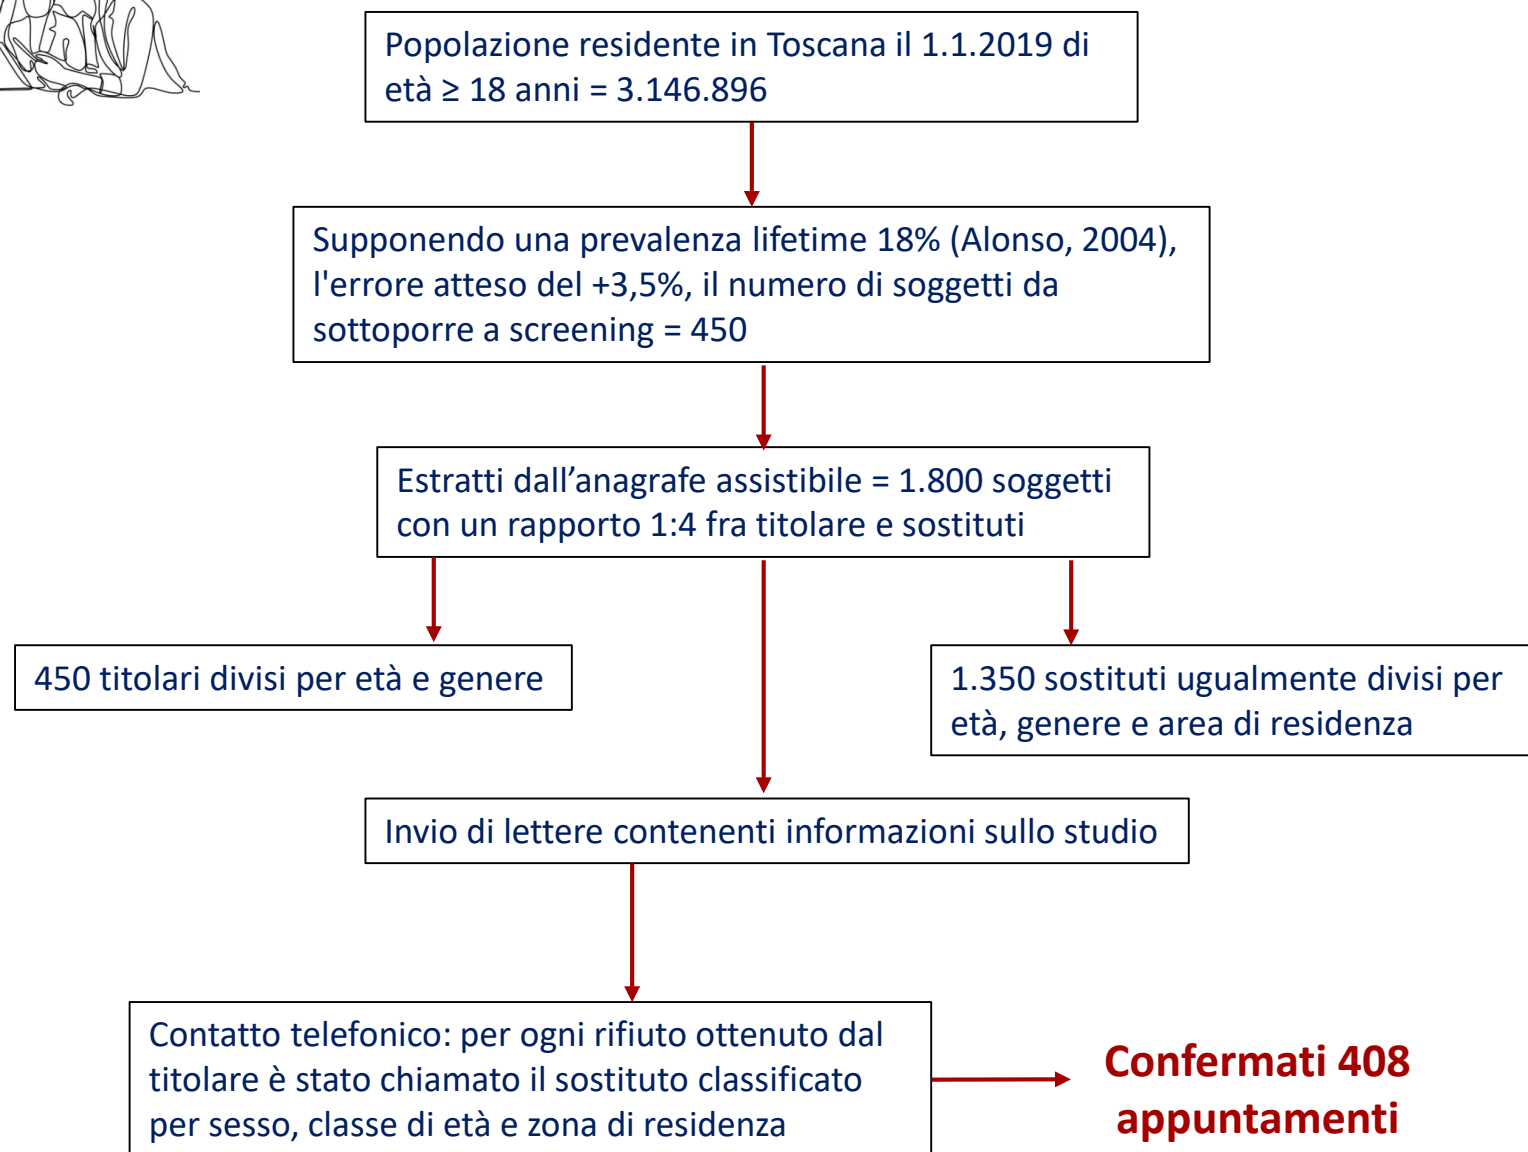 Popolazione residente in Toscana il 1.1.2019 di
età ≥ 18 anni = 3.146.896
Supponendo una prevalenza lifetime 18% (Alonso, 2004),
l'errore atteso del +3,5%, il numero di soggetti da
sottoporre a screening = 450
Estratti dall’anagrafe assistibile = 1.800 soggetti
con un rapporto 1:4 fra titolare e sostituti
450 titolari divisi per età e genere
1.350 sostituti ugualmente divisi per
età, genere e area di residenza
Invio di lettere contenenti informazioni sullo studio
Contatto telefonico: per ogni rifiuto ottenuto dal
titolare è stato chiamato il sostituto classificato
per sesso, classe di età e zona di residenza
Confermati 408
appuntamenti